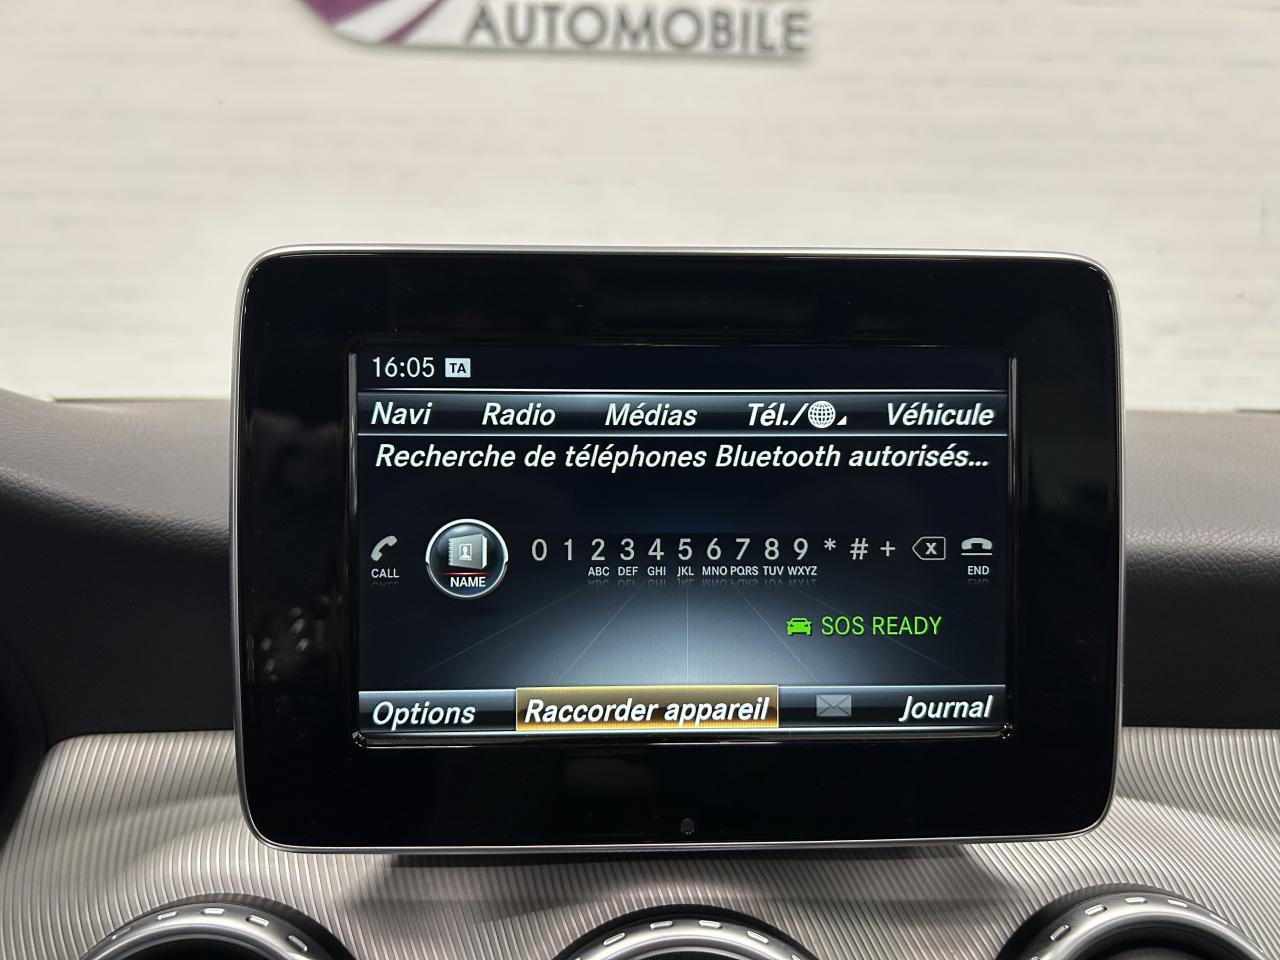 AUTOMOBILE
16:05 TA
Navi Radio Médias Tél./ Véhicule
Recherche de téléphones Bluetooth autorisés...
CALL NAME 0 1 2 3 4 5 6 7 8 9 * # + X END
ABC DEF GHI JKL MNO PQRS TUV WXYZ
SOS READY
Options Raccorder appareil Journal